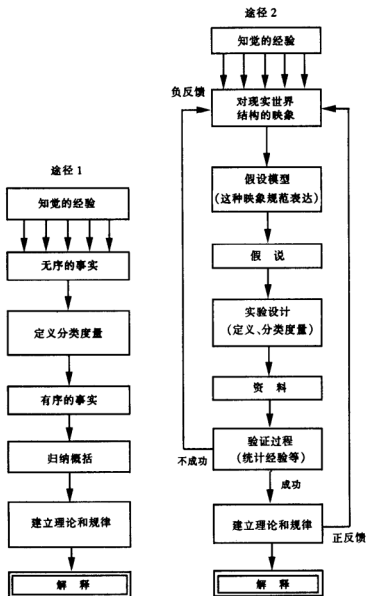 途径1
知觉的经验
无序的事实
定义分类度量
有序的事实
归纳概括
建立理论和规律
解释
途径2
知觉的经验
负反馈
对现实世界
结构的映象
假设模型
(这种映象规范表达)
假说
实验设计
(定义、分类度量)
资料
验证过程
(统计经验等)
不成功
成功
建立理论和规律
正反馈
解释